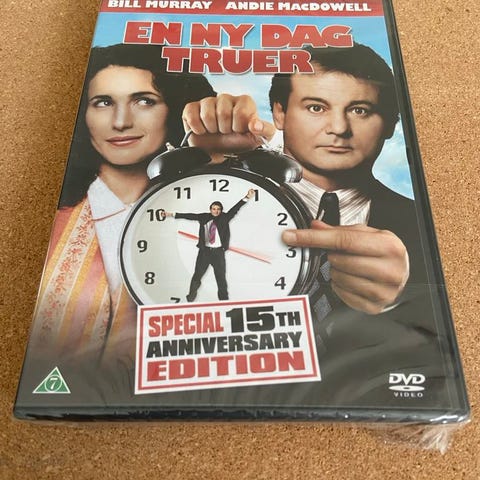 BILL MURRAY ANDIE MACDOWELL
EN NY DAG
TRUER
11 12 1
10 2
9 3
8 4
7
SPECIAL 15TH
ANNIVERSARY
EDITION
7
DVD
VIDEO